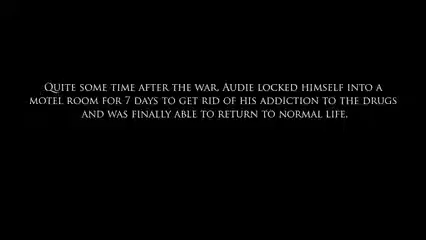 Quite some time after the war, Audie locked himself into a
motel room for 7 days to get rid of his addiction to the drugs
and was finally able to return to normal life.